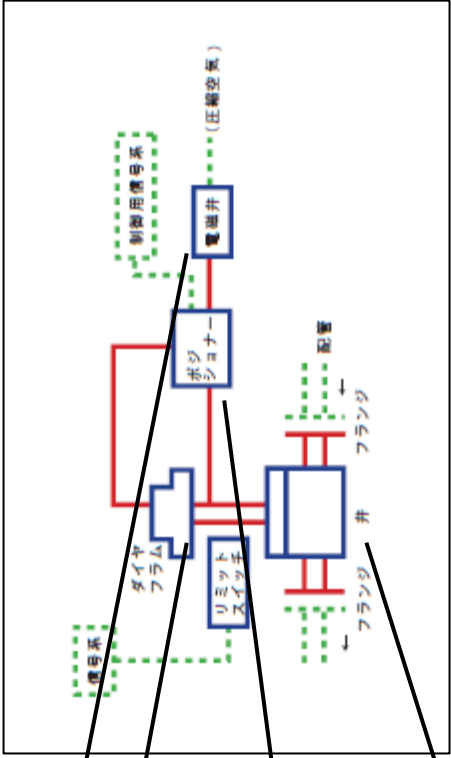 信号系
ダイヤ
フラム
リミット
スイッチ
制御用信号系
ポジ
ショナー
電磁弁
(圧縮空気)
配管
フランジ
弁
フランジ